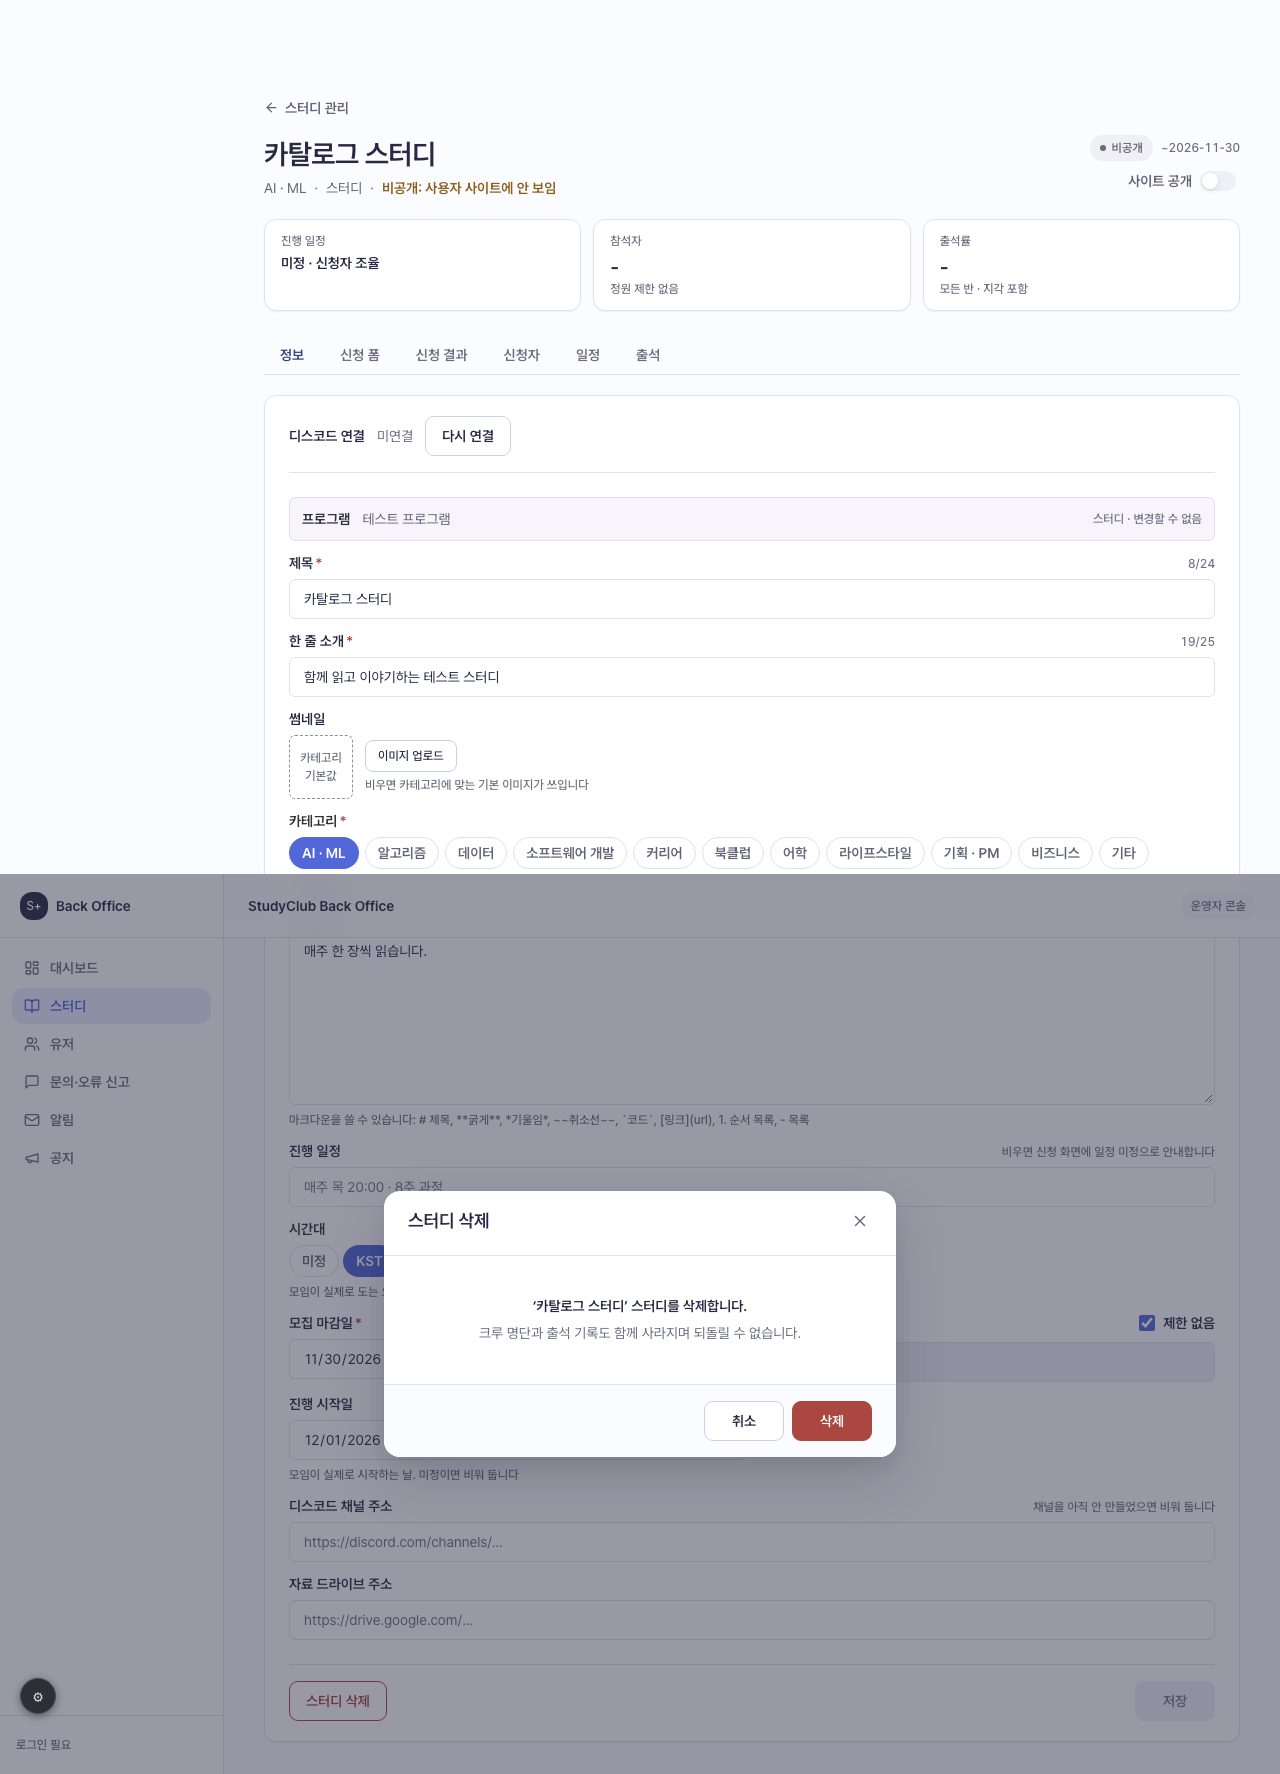 스터디 관리
카탈로그 스터디
비공개
~2026-11-30
AI · ML · 스터디 · 비공개: 사용자 사이트에 안 보임
사이트 공개
진행 일정
미정 · 신청자 조율
참석자
-
정원 제한 없음
출석률
-
모든 반 · 지각 포함
정보
신청 폼
신청 결과
신청자
일정
출석
디스코드 연결
미연결
다시 연결
프로그램
테스트 프로그램
스터디 · 변경할 수 없음
제목 *
8/24
카탈로그 스터디
한 줄 소개 *
19/25
함께 읽고 이야기하는 테스트 스터디
썸네일
카테고리
기본값
이미지 업로드
비우면 카테고리에 맞는 기본 이미지가 쓰입니다
카테고리 *
AI · ML
알고리즘
데이터
소프트웨어 개발
커리어
북클럽
어학
라이프스타일
기획 · PM
비즈니스
기타
S+
Back Office
StudyClub Back Office
운영자 콘솔
대시보드
스터디
유저
문의·오류 신고
알림
공지
로그인 필요
매주 한 장씩 읽습니다.
마크다운을 쓸 수 있습니다: # 제목, **굵게**, *기울임*, ~~취소선~~, `코드`, [링크](url), 1. 순서 목록, - 목록
진행 일정
비우면 신청 화면에 일정 미정으로 안내합니다
매주 목 20:00 · 8주 과정
시간대
미정
KST
모임이 실제로 도는
모집 마감일 *
제한 없음
11/30/2026
진행 시작일
12/01/2026
모임이 실제로 시작하는 날. 미정이면 비워 둡니다
스터디 삭제
'카탈로그 스터디' 스터디를 삭제합니다.
크루 명단과 출석 기록도 함께 사라지며 되돌릴 수 없습니다.
취소
삭제
디스코드 채널 주소
채널을 아직 안 만들었으면 비워 둡니다
https://discord.com/channels/...
자료 드라이브 주소
https://drive.google.com/...
스터디 삭제
저장